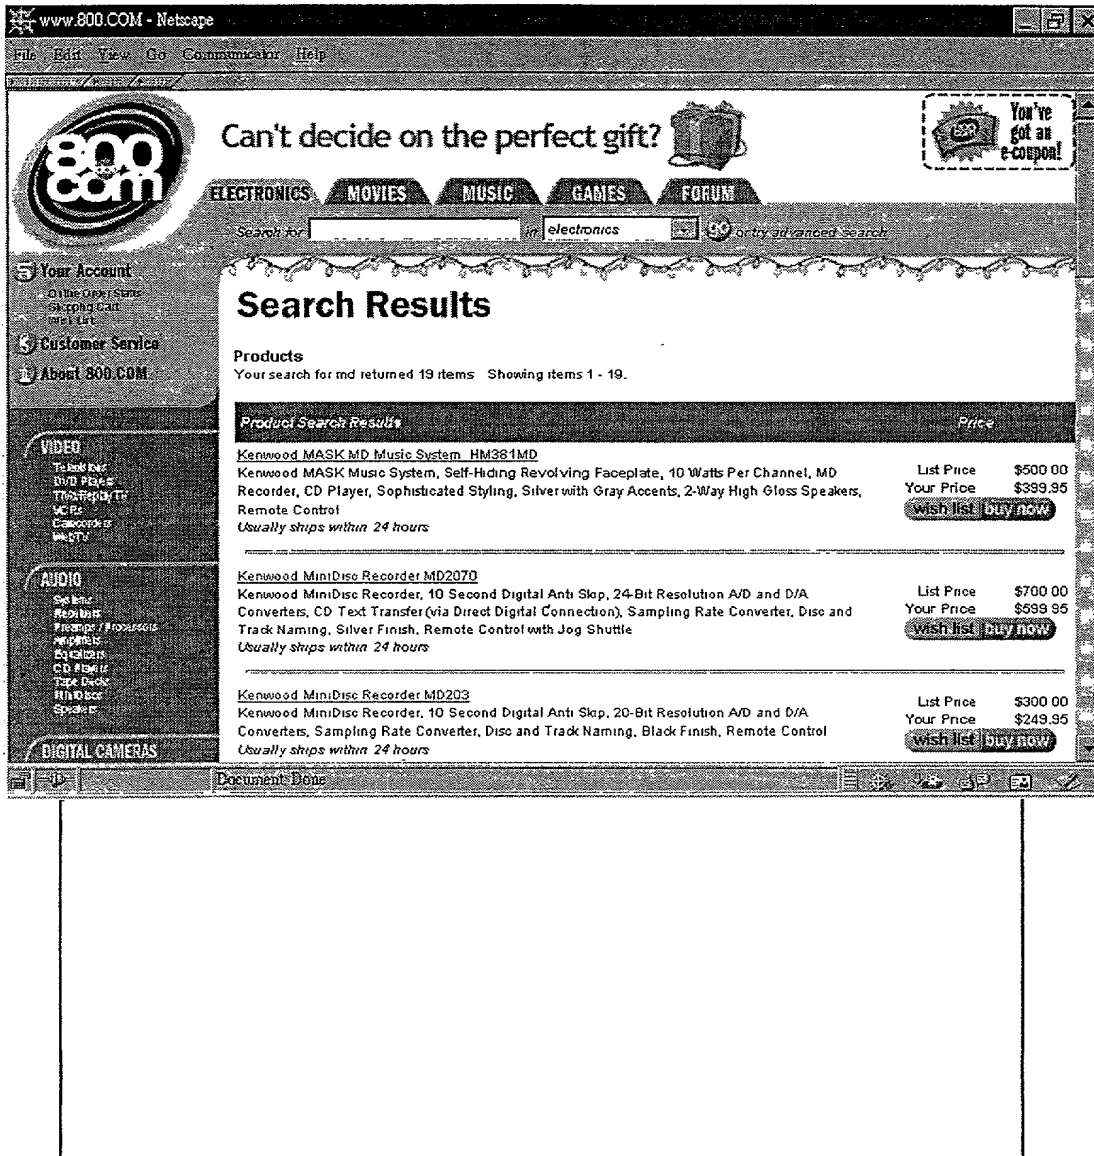 www.800.COM - Netscape
File Edit View Go Communicator Help
800
com
Can't decide on the perfect gift?
You've
got an
e-coupon!
ELECTRONICS MOVIES MUSIC GAMES FORUM
Search for in electronics go or try advanced search
Your Account
Online Order Status
Shopping Cart
Wish List
Customer Service
About 800.COM
Search Results
Products
Your search for md returned 19 items Showing items 1 - 19.
Product Search Results Price
Kenwood MASK MD Music System HM381MD
Kenwood MASK Music System, Self-Hiding Revolving Faceplate, 10 Watts Per Channel, MD
Recorder, CD Player, Sophisticated Styling, Silver with Gray Accents, 2-Way High Gloss Speakers,
Remote Control
Usually ships within 24 hours
List Price $500 00
Your Price $399.95
wish list buy now
Kenwood MiniDisc Recorder MD2070
Kenwood MiniDisc Recorder, 10 Second Digital Anti Skip, 24-Bit Resolution A/D and D/A
Converters, CD Text Transfer (via Direct Digital Connection), Sampling Rate Converter, Disc and
Track Naming, Silver Finish, Remote Control with Jog Shuttle
Usually ships within 24 hours
List Price $700 00
Your Price $599 95
wish list buy now
Kenwood MiniDisc Recorder MD203
Kenwood MiniDisc Recorder, 10 Second Digital Anti Skip, 20-Bit Resolution A/D and D/A
Converters, Sampling Rate Converter, Disc and Track Naming, Black Finish, Remote Control
Usually ships within 24 hours
List Price $300 00
Your Price $249.95
wish list buy now
VIDEO
Televisions
DVD Players
TiVo/ReplayTV
VCRs
Camcorders
WebTV
AUDIO
Systems
Receivers
Preamps / Processors
Amplifiers
Equalizers
CD Players
Tape Decks
MiniDiscs
Speakers
DIGITAL CAMERAS
Document: Done